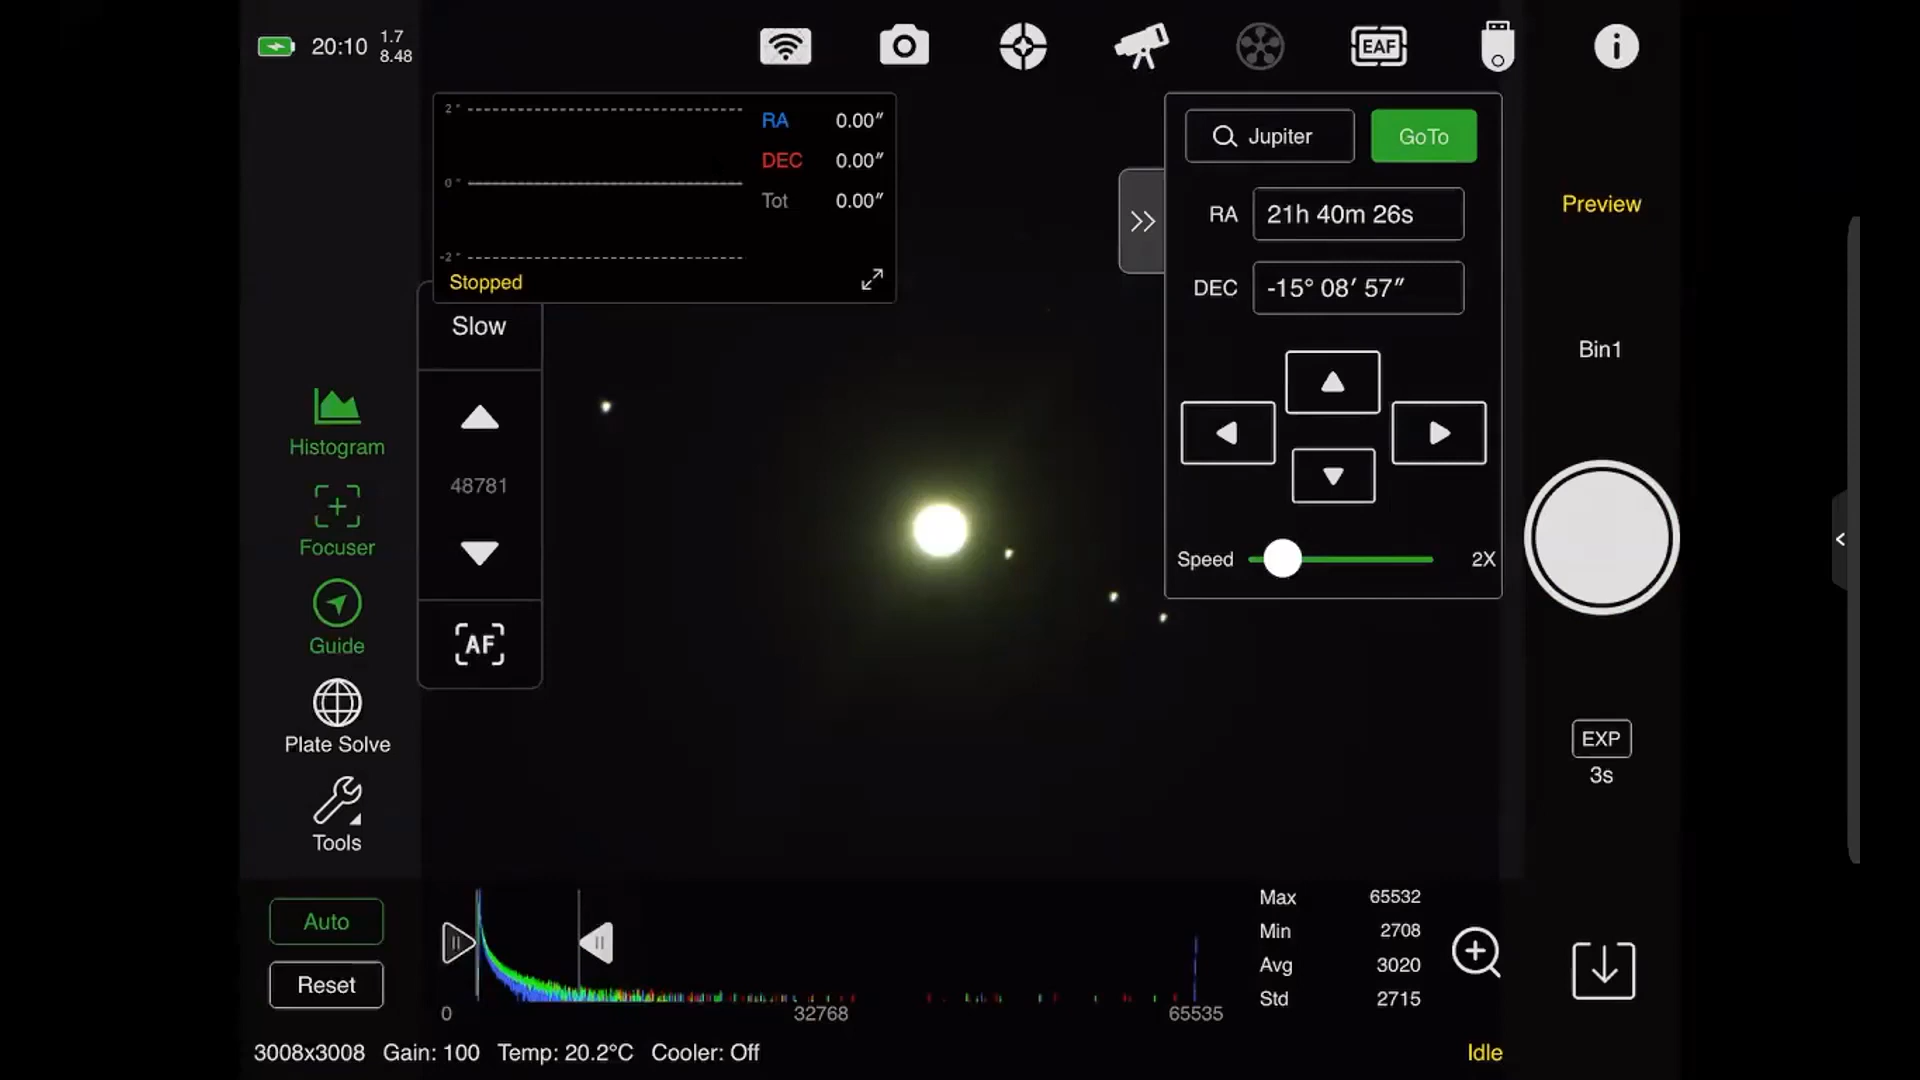 20:10 1.7
8.48
EAF
2"
0"
-2"
RA 0.00″
DEC 0.00″
Tot 0.00″
Stopped
Jupiter GoTo
RA 21h 40m 26s
DEC -15° 08′ 57″
Speed 2X
Slow
48781
AF
Histogram
Focuser
Guide
Plate Solve
Tools
Preview
Bin1
EXP
3s
Auto
Reset
0 32768 65535
Max 65532
Min 2708
Avg 3020
Std 2715
3008x3008 Gain: 100 Temp: 20.2°C Cooler: Off
Idle